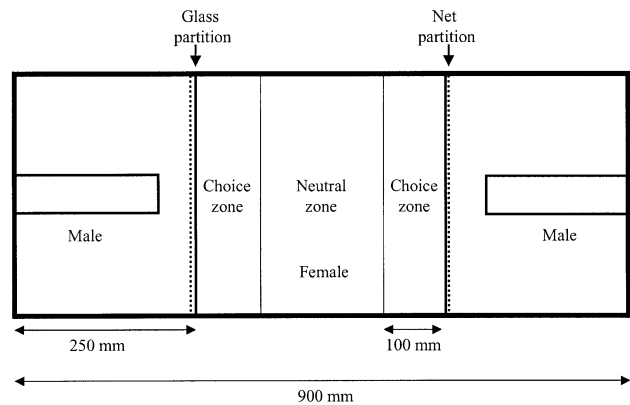 Glass
partition
Net
partition
Choice
zone
Neutral
zone
Choice
zone
Male
Male
Female
250 mm
100 mm
900 mm